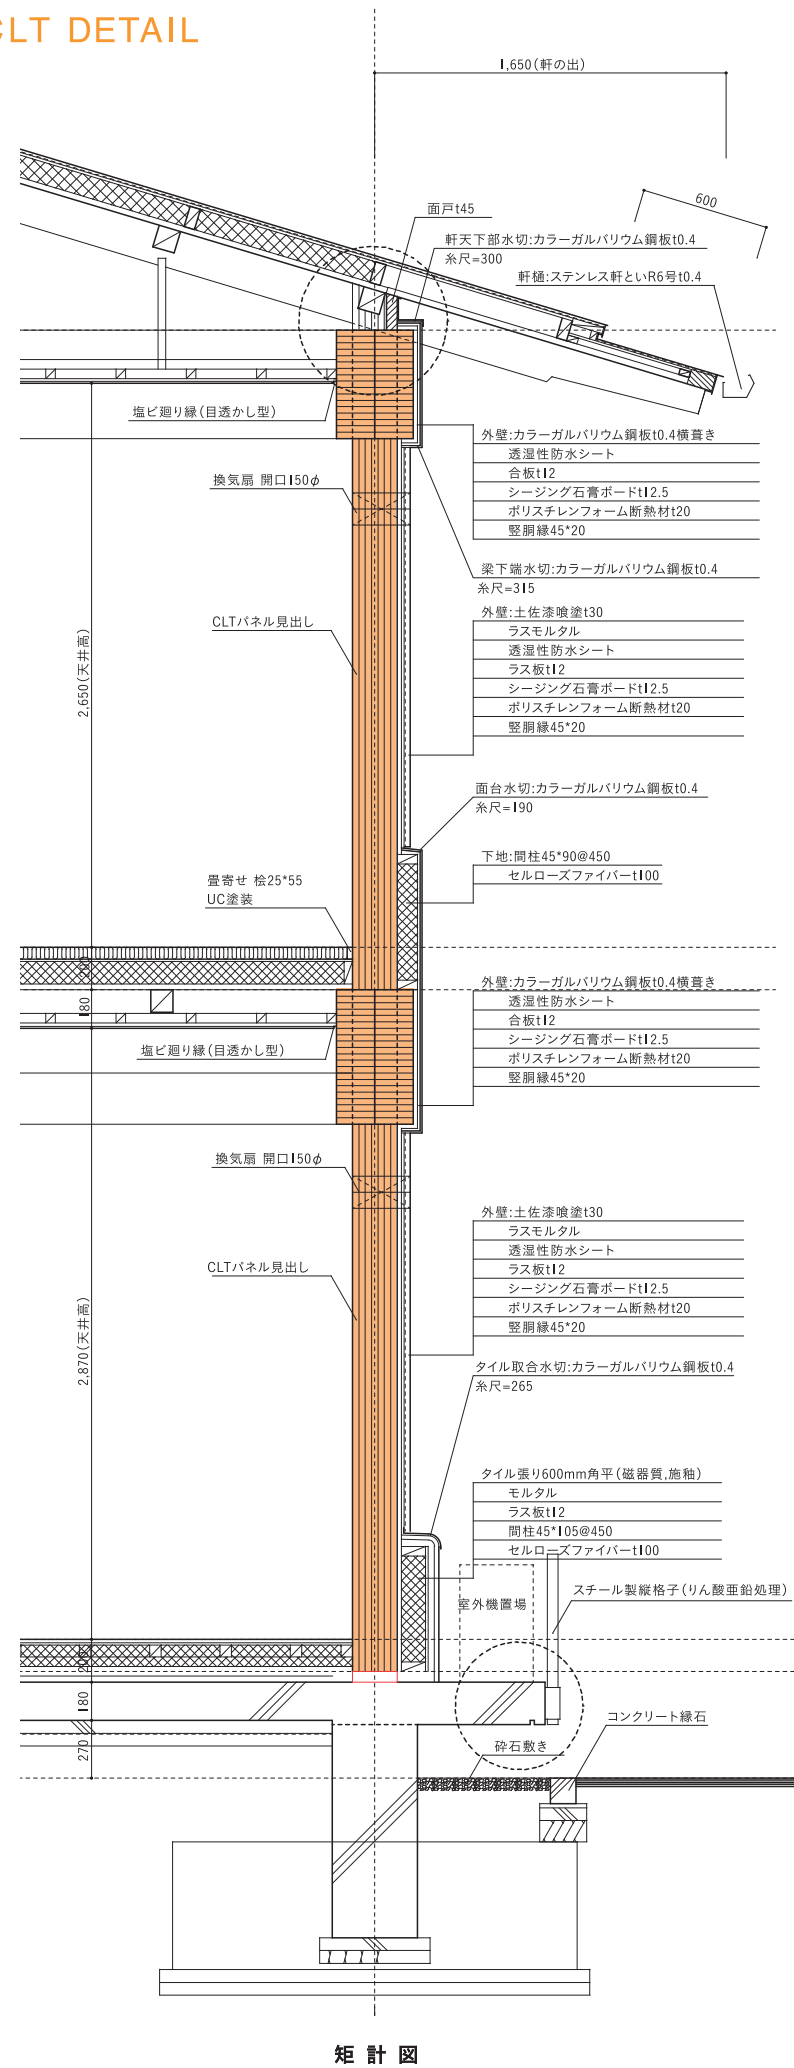 CLT DETAIL
1,650(軒の出)
600
面戸t45
軒天下部水切:カラーガルバリウム鋼板t0.4
糸尺=300
軒樋:ステンレス軒といR6号t0.4
塩ビ廻り縁(目透かし型)
外壁:カラーガルバリウム鋼板t0.4横葺き
透湿性防水シート
合板t12
シージング石膏ボードt12.5
ポリスチレンフォーム断熱材t20
竪胴縁45*20
換気扇 開口150φ
梁下端水切:カラーガルバリウム鋼板t0.4
糸尺=315
外壁:土佐漆喰塗t30
ラスモルタル
透湿性防水シート
ラス板t12
シージング石膏ボードt12.5
ポリスチレンフォーム断熱材t20
竪胴縁45*20
CLTパネル見出し
2,650(天井高)
面台水切:カラーガルバリウム鋼板t0.4
糸尺=190
下地:間柱45*90@450
セルローズファイバーt100
畳寄せ 桧25*55
UC塗装
200
180
外壁:カラーガルバリウム鋼板t0.4横葺き
透湿性防水シート
合板t12
シージング石膏ボードt12.5
ポリスチレンフォーム断熱材t20
竪胴縁45*20
塩ビ廻り縁(目透かし型)
換気扇 開口150φ
外壁:土佐漆喰塗t30
ラスモルタル
透湿性防水シート
ラス板t12
シージング石膏ボードt12.5
ポリスチレンフォーム断熱材t20
竪胴縁45*20
CLTパネル見出し
2,870(天井高)
タイル取合水切:カラーガルバリウム鋼板t0.4
糸尺=265
タイル張り600mm角平(磁器質,施釉)
モルタル
ラス板t12
間柱45*105@450
セルローズファイバーt100
スチール製縦格子(りん酸亜鉛処理)
室外機置場
200
180
270
コンクリート縁石
砕石敷き
矩計図